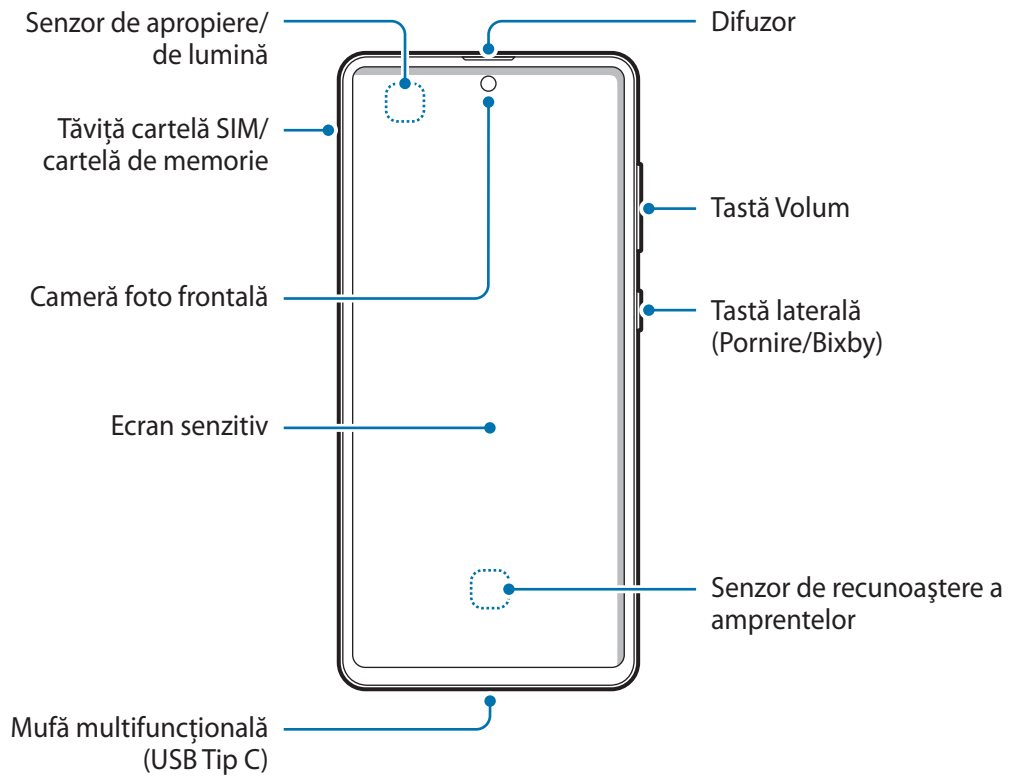 Senzor de apropiere/
de lumină
Difuzor
Tăviță cartelă SIM/
cartelă de memorie
Tastă Volum
Cameră foto frontală
Tastă laterală
(Pornire/Bixby)
Ecran senzitiv
Senzor de recunoaştere a
amprentelor
Mufă multifuncțională
(USB Tip C)